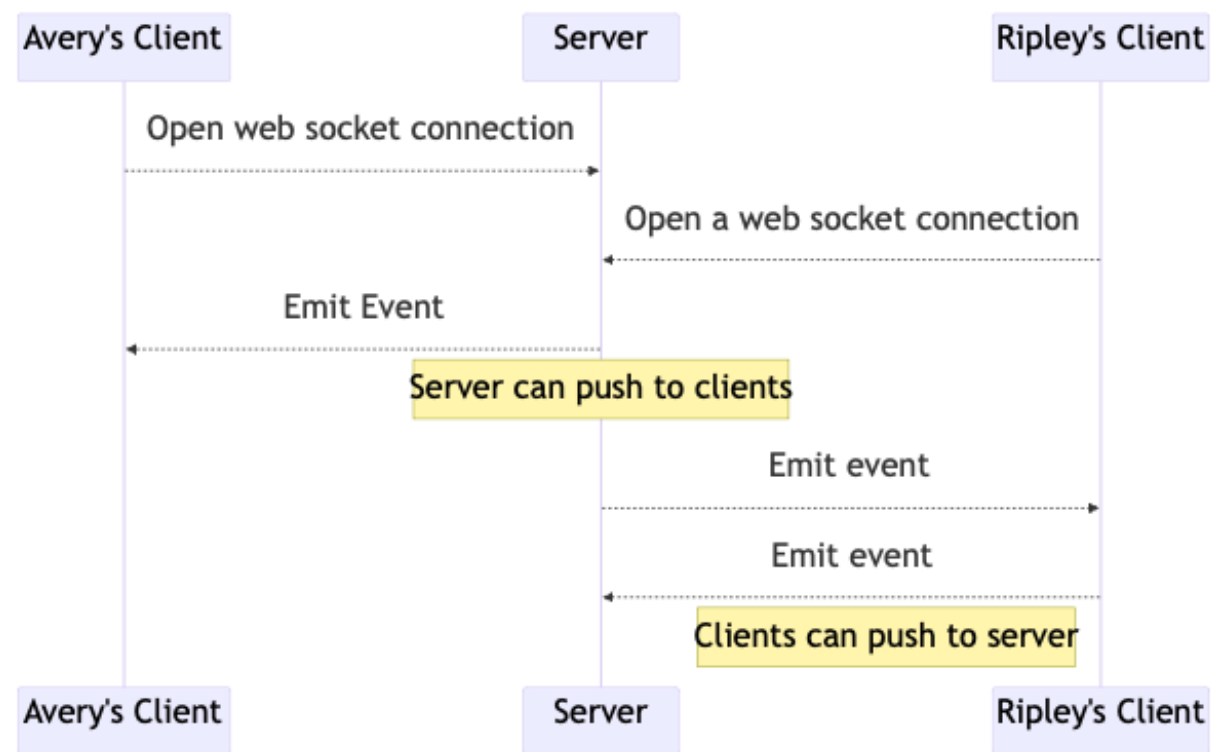 Avery's Client
Server
Ripley's Client
Open web socket connection
Open a web socket connection
Emit Event
Server can push to clients
Emit event
Emit event
Clients can push to server
Avery's Client
Server
Ripley's Client